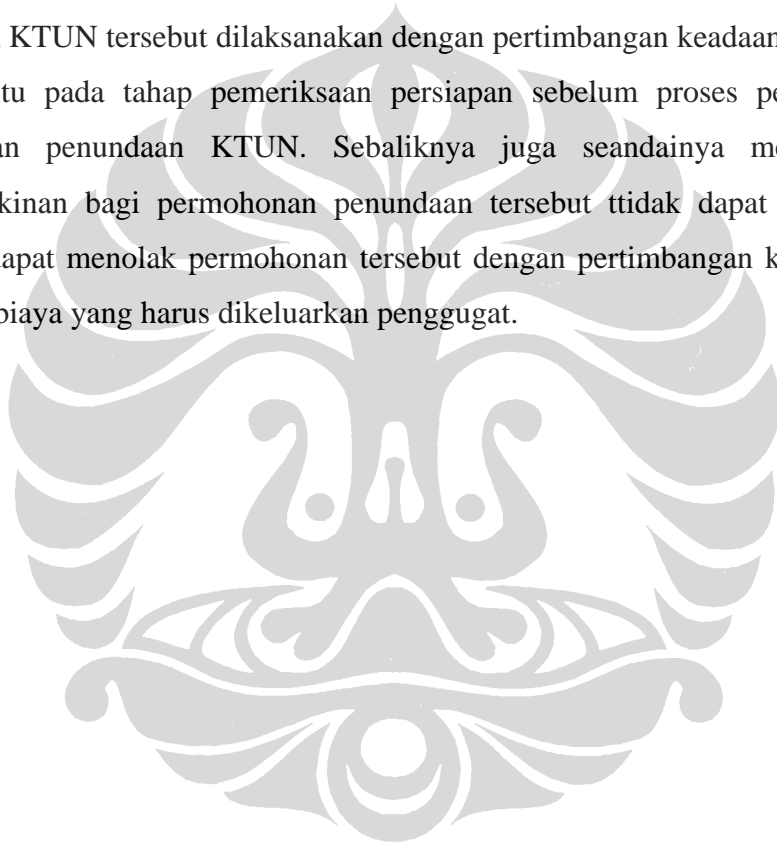 KTUN tersebut dilaksanakan dengan pertimbangan keadaan
tu pada tahap pemeriksaan persiapan sebelum proses pe
an penundaan KTUN. Sebaliknya juga seandainya me
kinan bagi permohonan penundaan tersebut ttidak dapat
dapat menolak permohonan tersebut dengan pertimbangan k
biaya yang harus dikeluarkan penggugat.